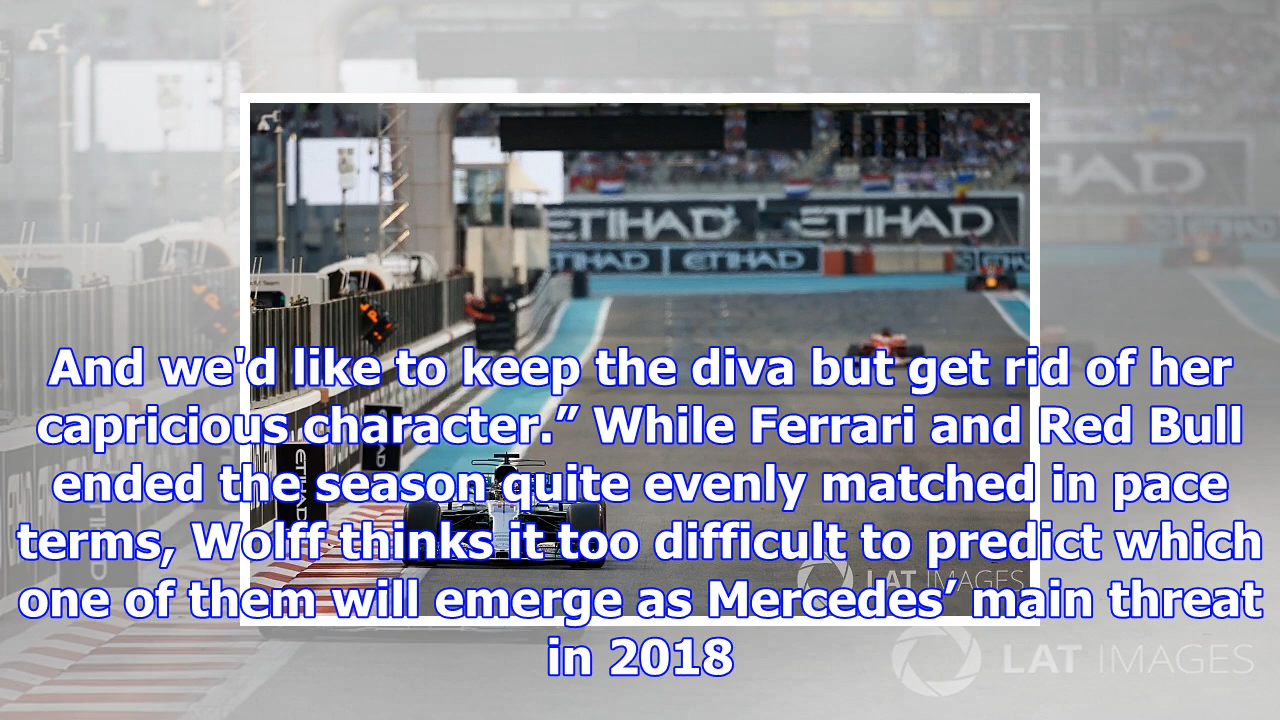 ETIHAD ETIHAD
ETIHAD ETIHAD
ETIHAD
And we'd like to keep the diva but get rid of her
capricious character.” While Ferrari and Red Bull
ended the season quite evenly matched in pace
terms, Wolff thinks it too difficult to predict which
one of them will emerge as Mercedes’ main threat
in 2018
LAT IMAGES
LAT IMAGES